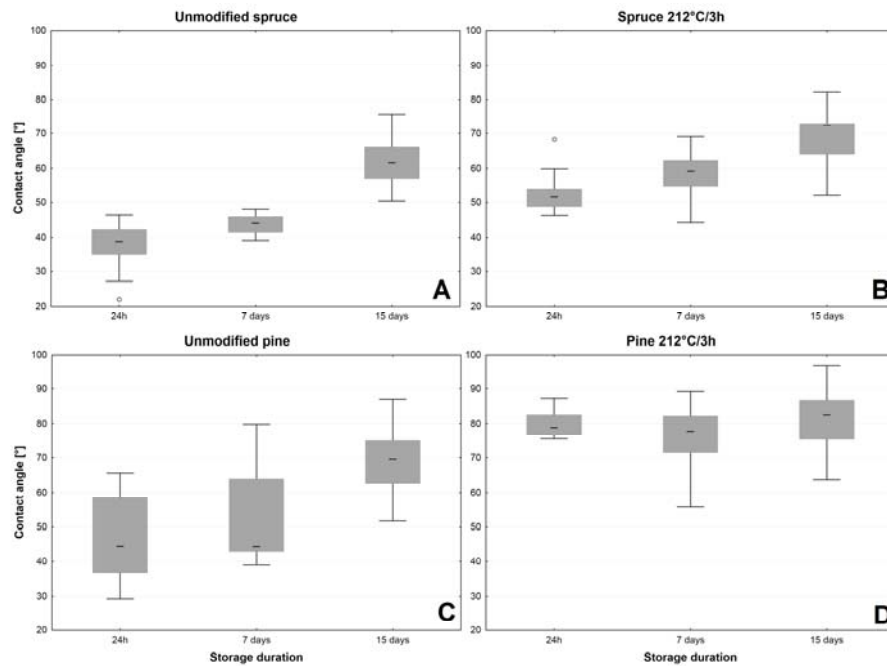 Unmodified spruce
Spruce 212°C/3h
Contact angle [°]
100
90
80
70
60
50
40
30
20
A
24h
7 days
15 days
100
90
80
70
60
50
40
30
20
B
24h
7 days
15 days
Unmodified pine
Pine 212°C/3h
Contact angle [°]
100
90
80
70
60
50
40
30
20
C
24h
7 days
15 days
Storage duration
100
90
80
70
60
50
40
30
20
D
24h
7 days
15 days
Storage duration